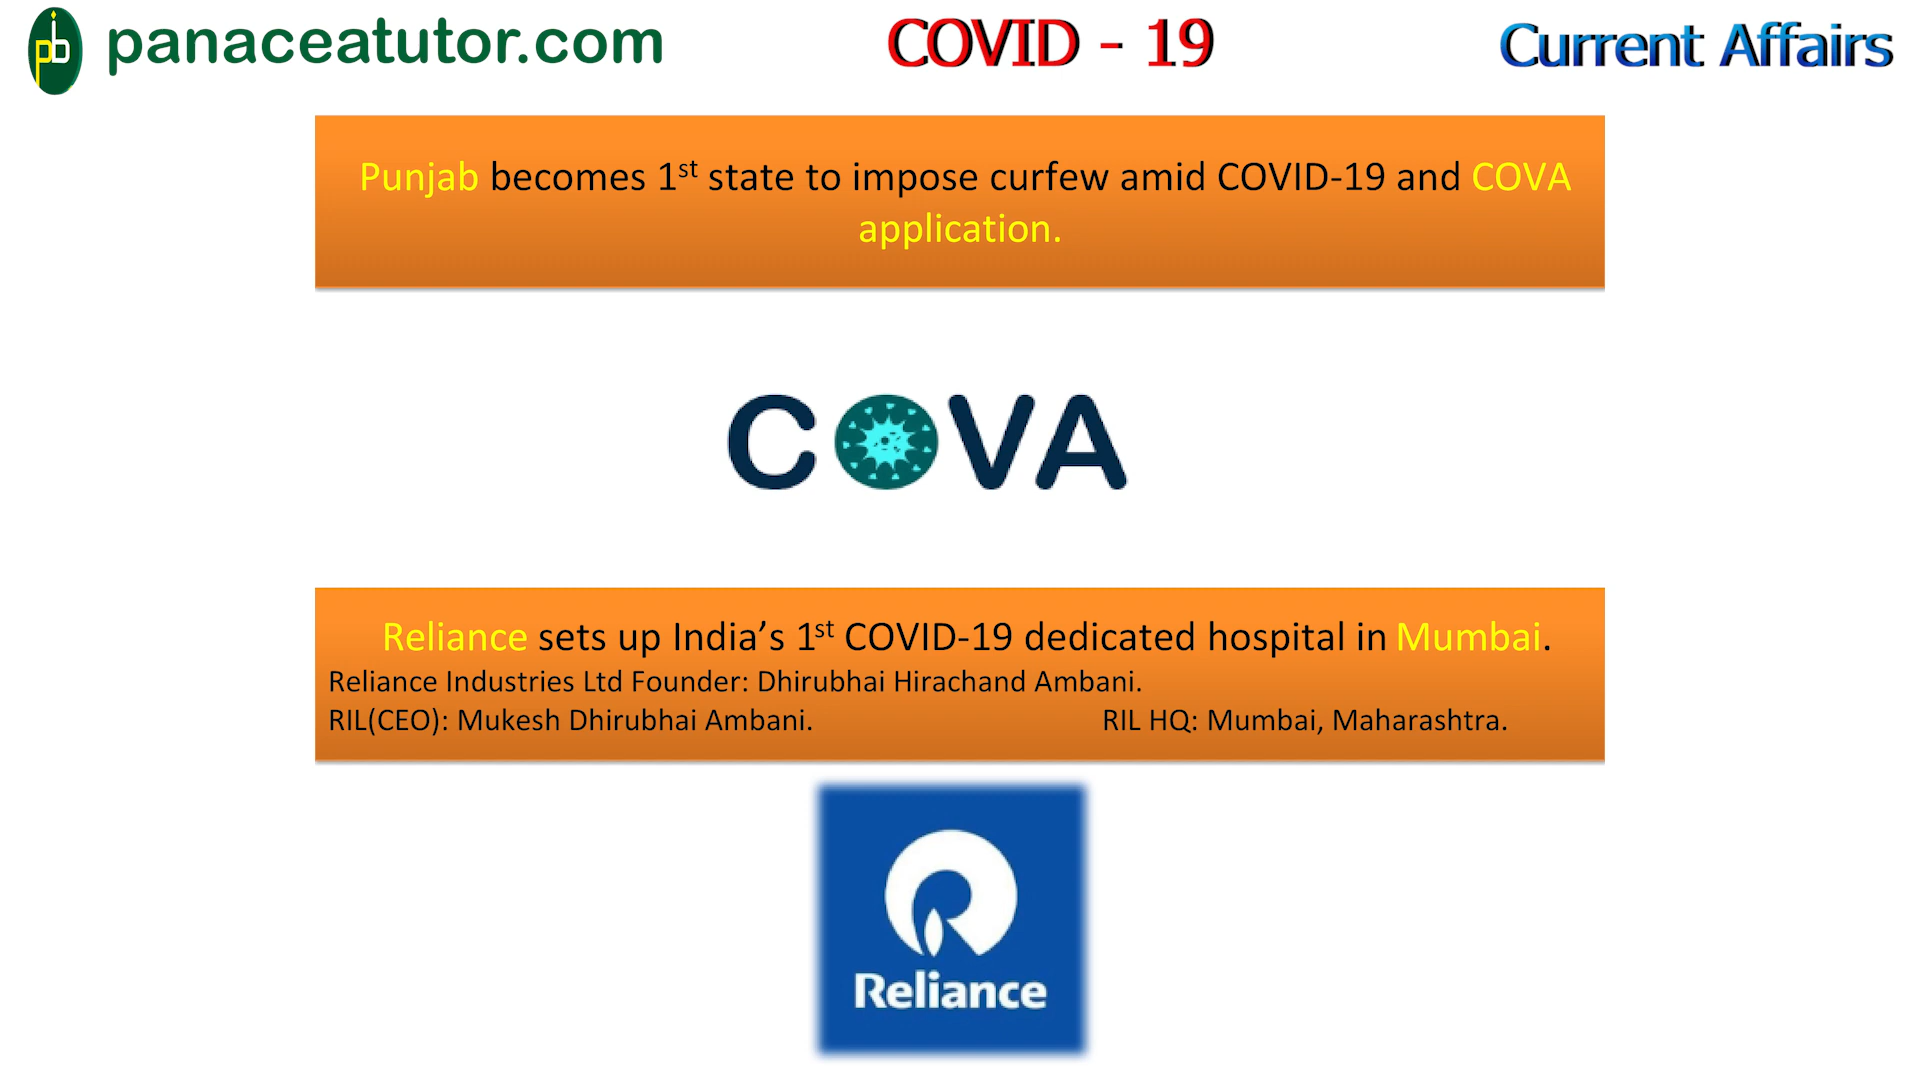 pb panaceatutor.com
COVID - 19
Current Affairs
Punjab becomes 1st state to impose curfew amid COVID-19 and COVA
application.
COVA
Reliance sets up India’s 1st COVID-19 dedicated hospital in Mumbai.
Reliance Industries Ltd Founder: Dhirubhai Hirachand Ambani.
RIL(CEO): Mukesh Dhirubhai Ambani. RIL HQ: Mumbai, Maharashtra.
Reliance